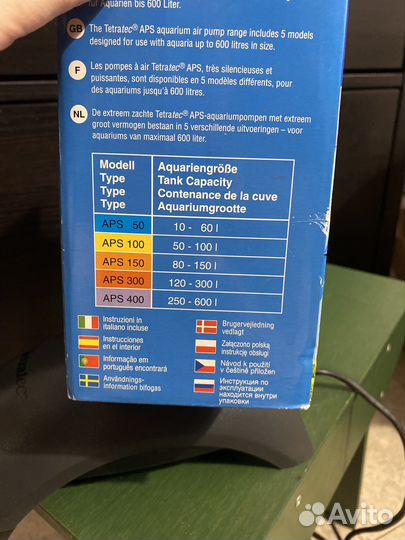 für Aquarien bis 600 Liter.
GB The Tetratec® APS aquarium air pump range includes 5 models
designed for use with aquaria up to 600 litres in size.
F Les pompes à air Tetratec® APS, très silencieuses et
puissantes, sont disponibles en 5 modèles différents, pour
des aquariums jusqu'à 600 litres.
NL De extreem zachte Tetratec® APS-aquariumpompen met extreem
groot vermogen bestaan in 5 verschillende uitvoeringen – voor
aquariums van maximaal 600 liter.
Modell Aquariengröße
Type Tank Capacity
Type Contenance de la cuve
Type Aquariumgrootte
APS 50 10 - 60 l
APS 100 50 - 100 l
APS 150 80 - 150 l
APS 300 120 - 300 l
APS 400 250 - 600 l
Instruzioni in
italiano incluse
Instrucciones
en el interior
Informação em
português encontrará
Användnings-
information bifogas
Brugervejledning
vedlagt
Załączono polską
instrukcję obsługi
Návod k použití
v češtině přiložen
Инструкция по
эксплуатации
находится внутри
упаковки
Tetratec
Avito